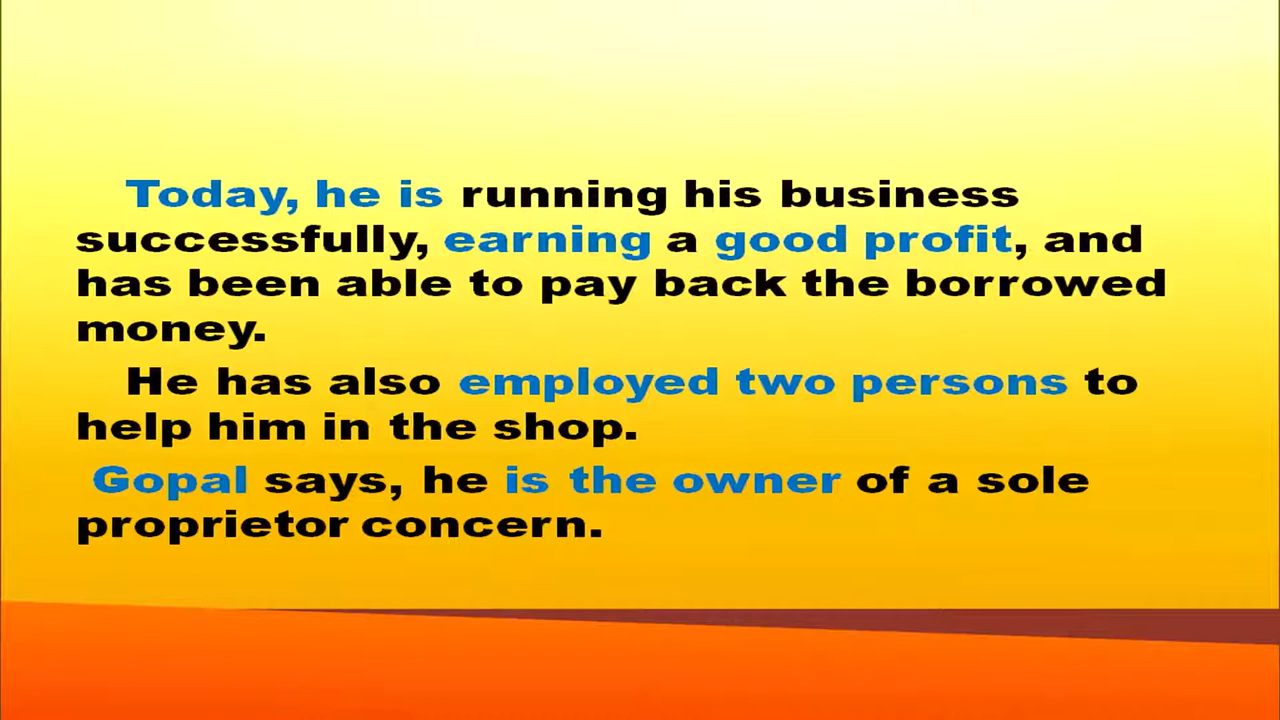 Today, he is running his business
successfully, earning a good profit, and
has been able to pay back the borrowed
money.
He has also employed two persons to
help him in the shop.
Gopal says, he is the owner of a sole
proprietor concern.